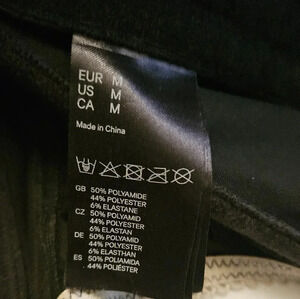 EUR M
US M
CA M
Made in China
GB 50% POLYAMIDE
44% POLYESTER
6% ELASTANE
CZ 50% POLYAMID
44% POLYESTER
6% ELASTAN
DE 50% POLYAMID
44% POLYESTER
6% ELASTHAN
ES 50% POLIAMIDA
44% POLIÉSTER